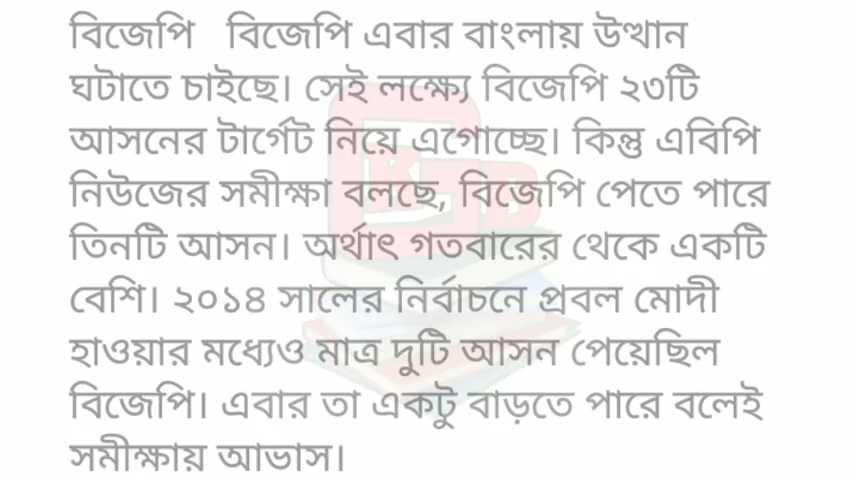 বিজেপি বিজেপি এবার বাংলায় উত্থান
ঘটাতে চাইছে। সেই লক্ষ্যে বিজেপি ২৩টি
আসনের টার্গেট নিয়ে এগোচ্ছে। কিন্তু এবিপি
নিউজের সমীক্ষা বলছে, বিজেপি পেতে পারে
তিনটি আসন। অর্থাৎ গতবারের থেকে একটি
বেশি। ২০১৪ সালের নির্বাচনে প্রবল মোদী
হাওয়ার মধ্যেও মাত্র দুটি আসন পেয়েছিল
বিজেপি। এবার তা একটু বাড়তে পারে বলেই
সমীক্ষায় আভাস।